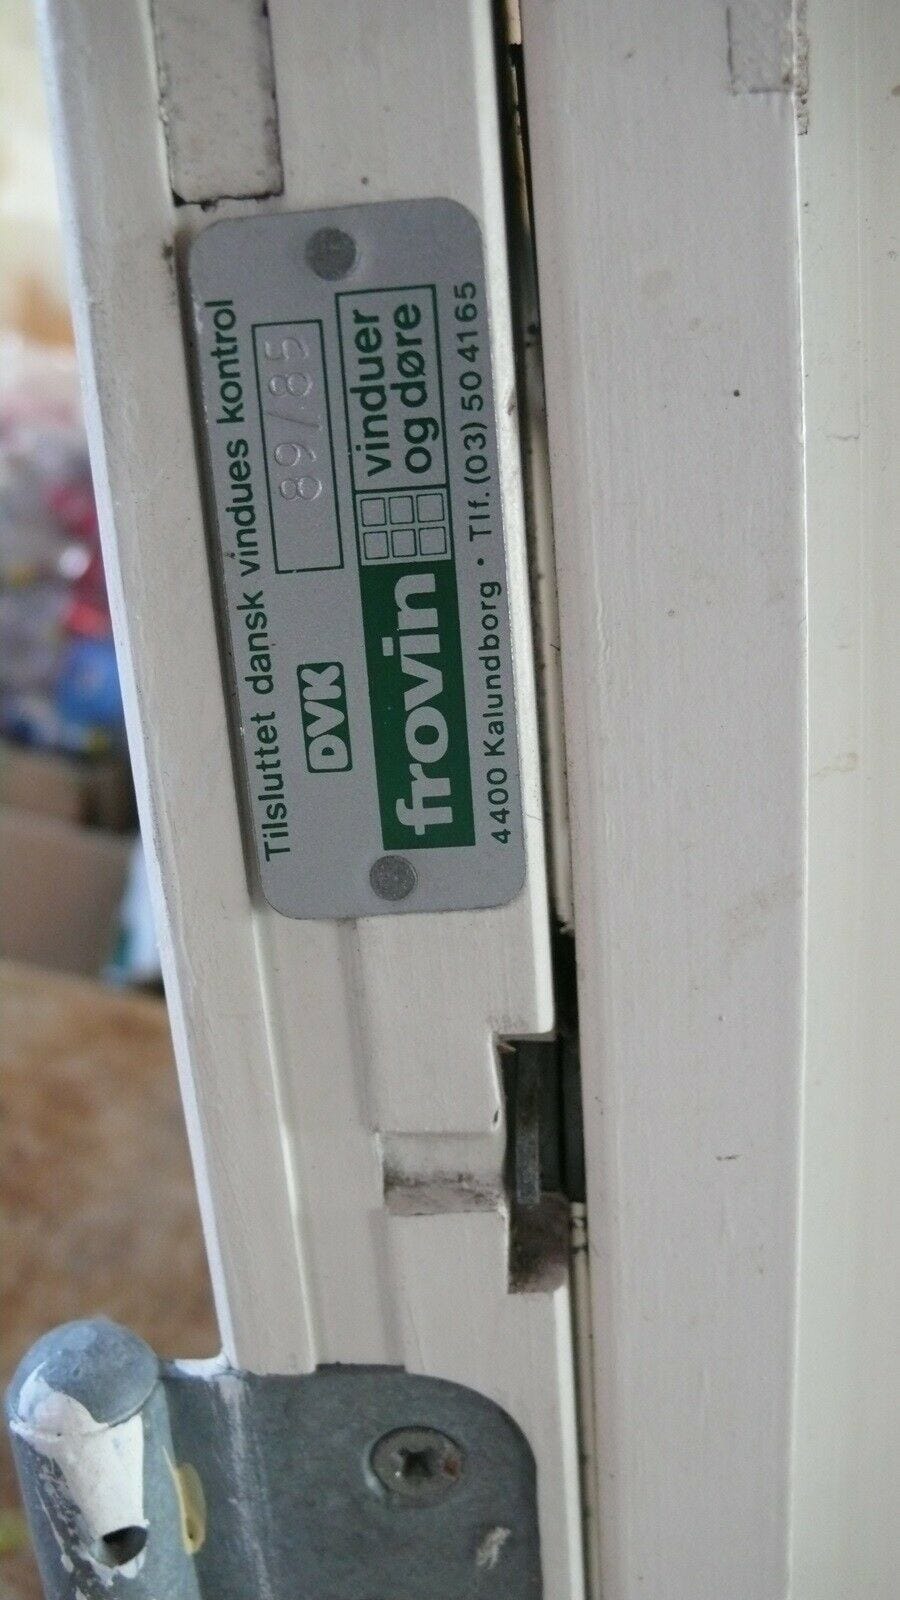 Tilsluttet dansk vindues kontrol
DVK 89/85
frovin vinduer
og døre
4400 Kalundborg · Tlf. (03) 50 41 65